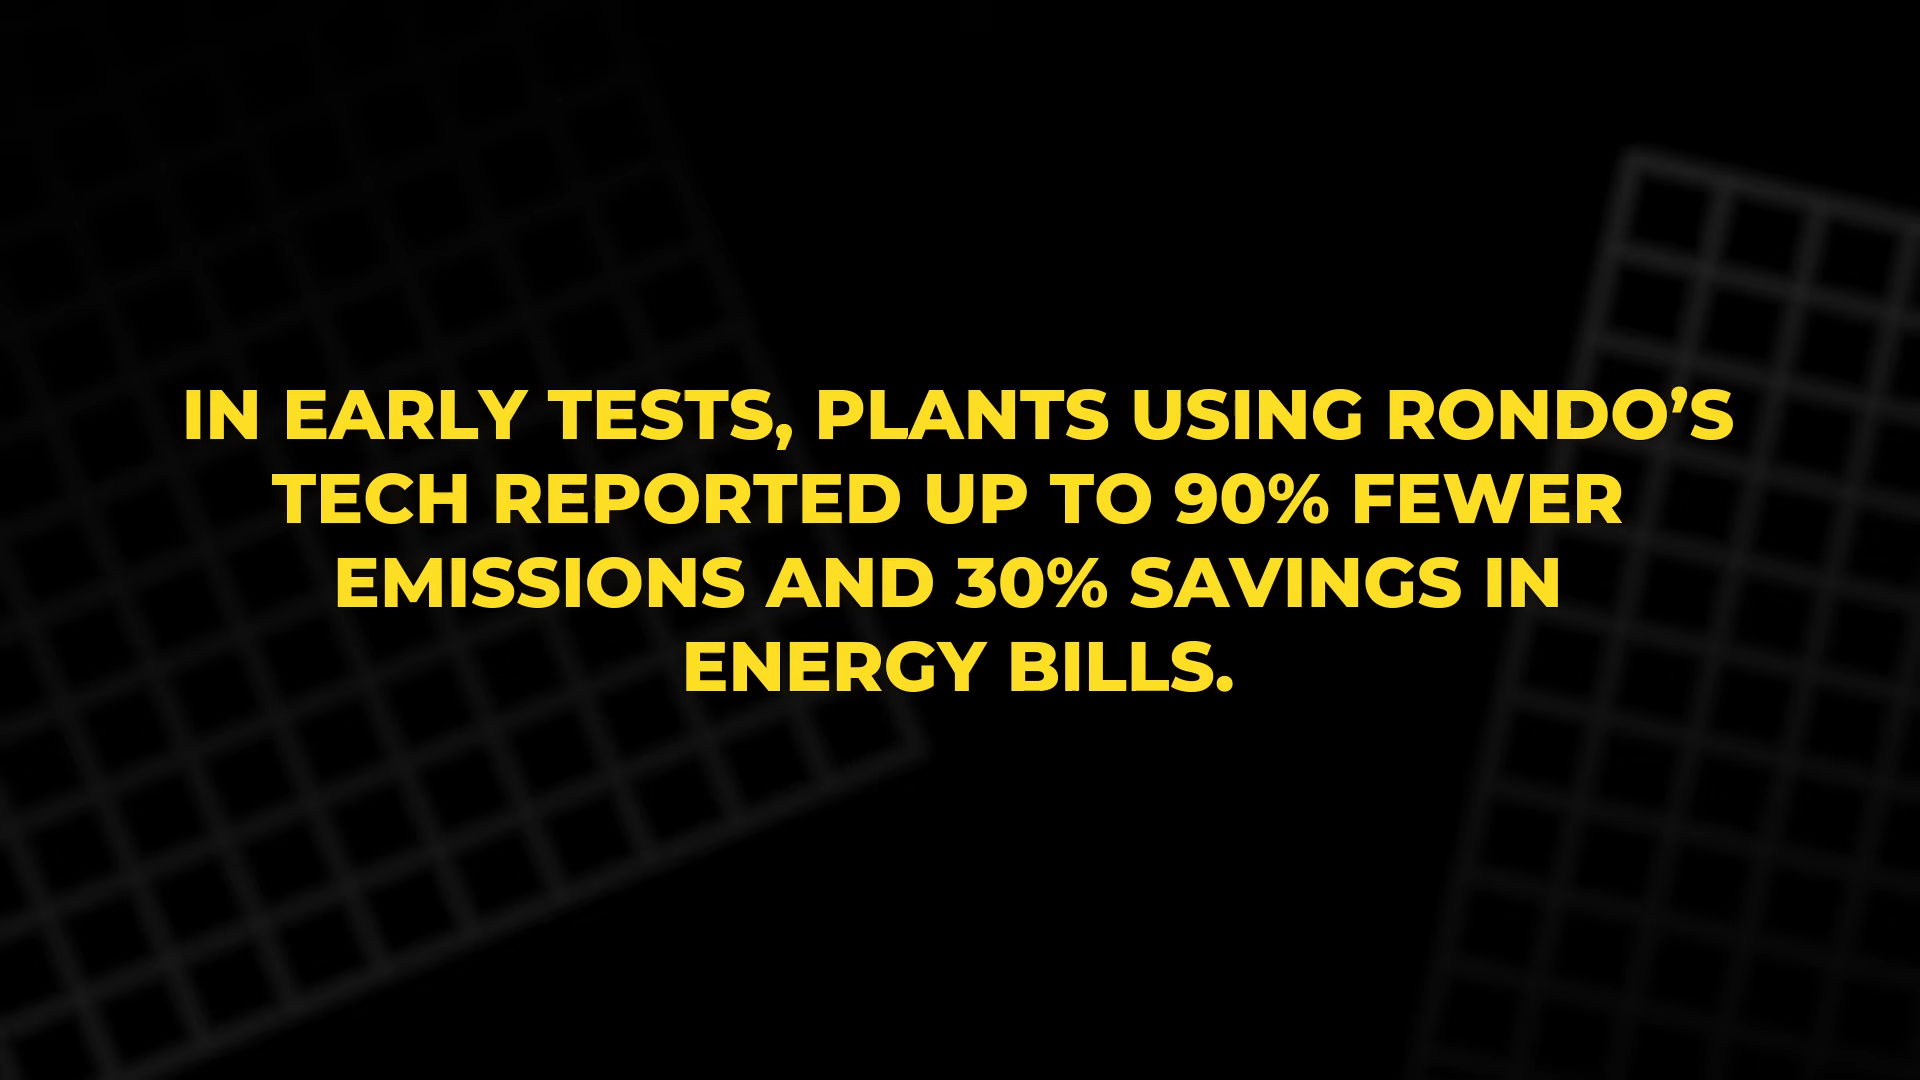 IN EARLY TESTS, PLANTS USING RONDO’S
TECH REPORTED UP TO 90% FEWER
EMISSIONS AND 30% SAVINGS IN
ENERGY BILLS.